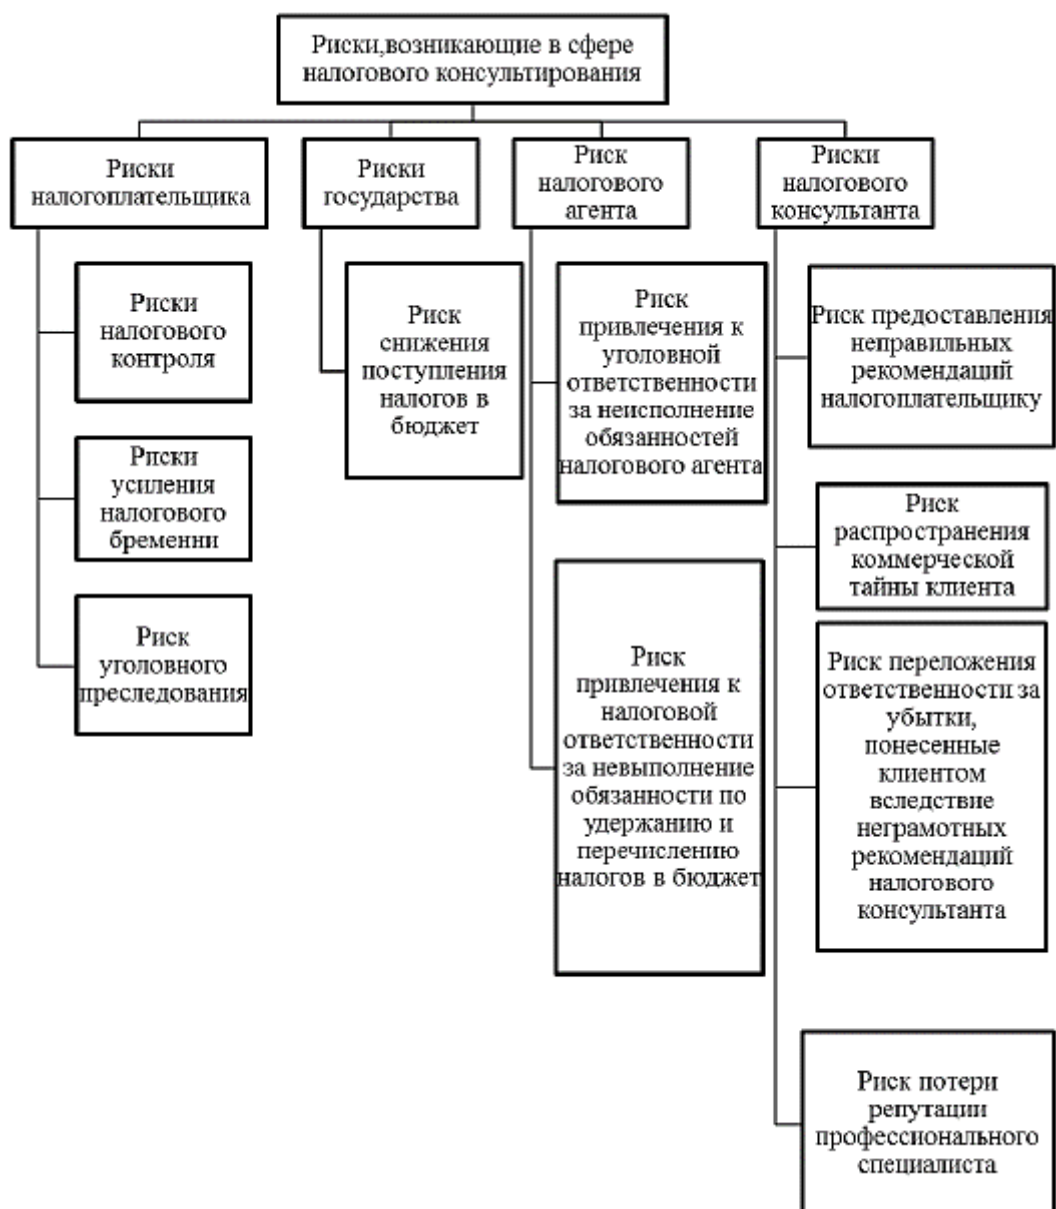 Риски,возникающие в сфере
налогового консультирования
Риски
налогоплательщика
Риски
государства
Риск
налогового
агента
Риски
налогового
консультанта
Риски
налогового
контроля
Риски
усиления
налогового
бременни
Риск
уголовного
преследования
Риск
снижения
поступления
налогов в
бюджет
Риск
привлечения к
уголовной
ответственности
за неисполнение
обязанностей
налогового агента
Риск
привлечения к
налоговой
ответственности
за невыполнение
обязанности по
удержанию и
перечислению
налогов в бюджет
Риск предоставления
неправильных
рекомендаций
налогоплательщику
Риск
распространения
коммерческой
тайны клиента
Риск переложения
ответственности за
убытки,
понесенные
клиентом
вследствие
неграмотных
рекомендаций
налогового
консультанта
Риск потери
репутации
профессионального
специалиста